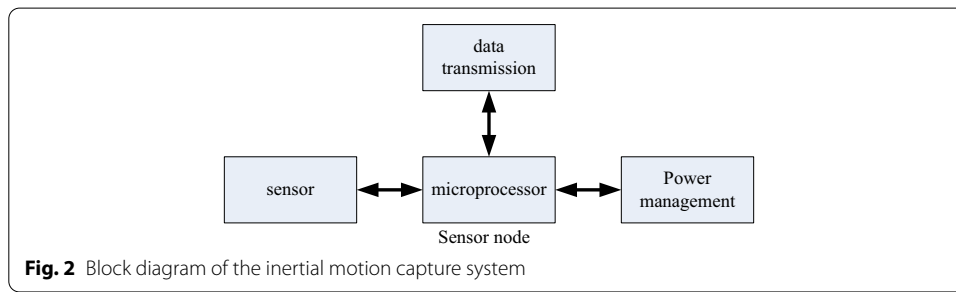 data
transmission
sensor
microprocessor
Power
management
Sensor node
Fig. 2 Block diagram of the inertial motion capture system